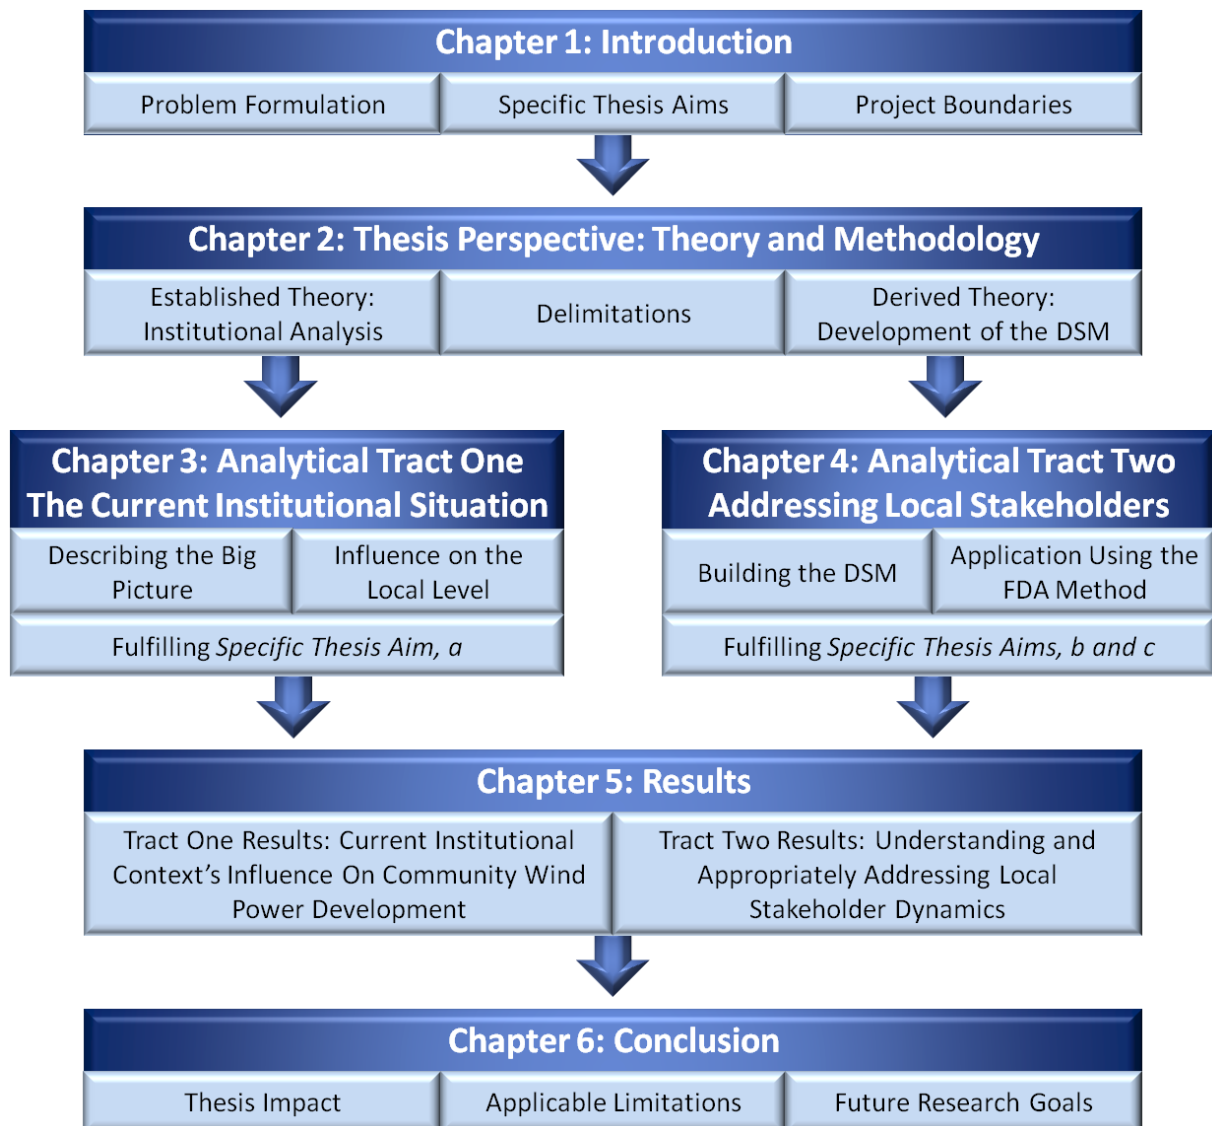 Chapter 1: Introduction
Problem Formulation
Specific Thesis Aims
Project Boundaries
Chapter 2: Thesis Perspective: Theory and Methodology
Established Theory:
Institutional Analysis
Delimitations
Derived Theory:
Development of the DSM
Chapter 3: Analytical Tract One
The Current Institutional Situation
Describing the Big
Picture
Influence on the
Local Level
Fulfilling Specific Thesis Aim, a
Chapter 4: Analytical Tract Two
Addressing Local Stakeholders
Building the DSM
Application Using the
FDA Method
Fulfilling Specific Thesis Aims, b and c
Chapter 5: Results
Tract One Results: Current Institutional
Context's Influence On Community Wind
Power Development
Tract Two Results: Understanding and
Appropriately Addressing Local
Stakeholder Dynamics
Chapter 6: Conclusion
Thesis Impact
Applicable Limitations
Future Research Goals